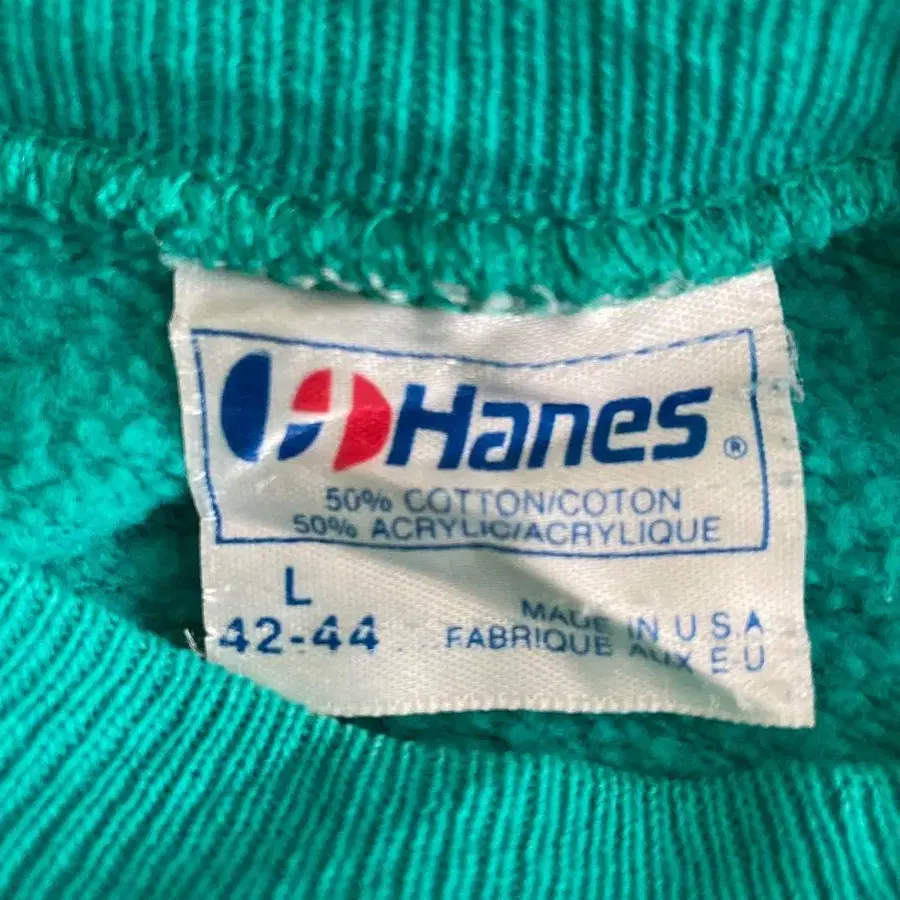 Hanes ®
50% COTTON/COTON
50% ACRYLIC/ACRYLIQUE
L
42-44
MADE IN U S A
FABRIQUE AUX E U